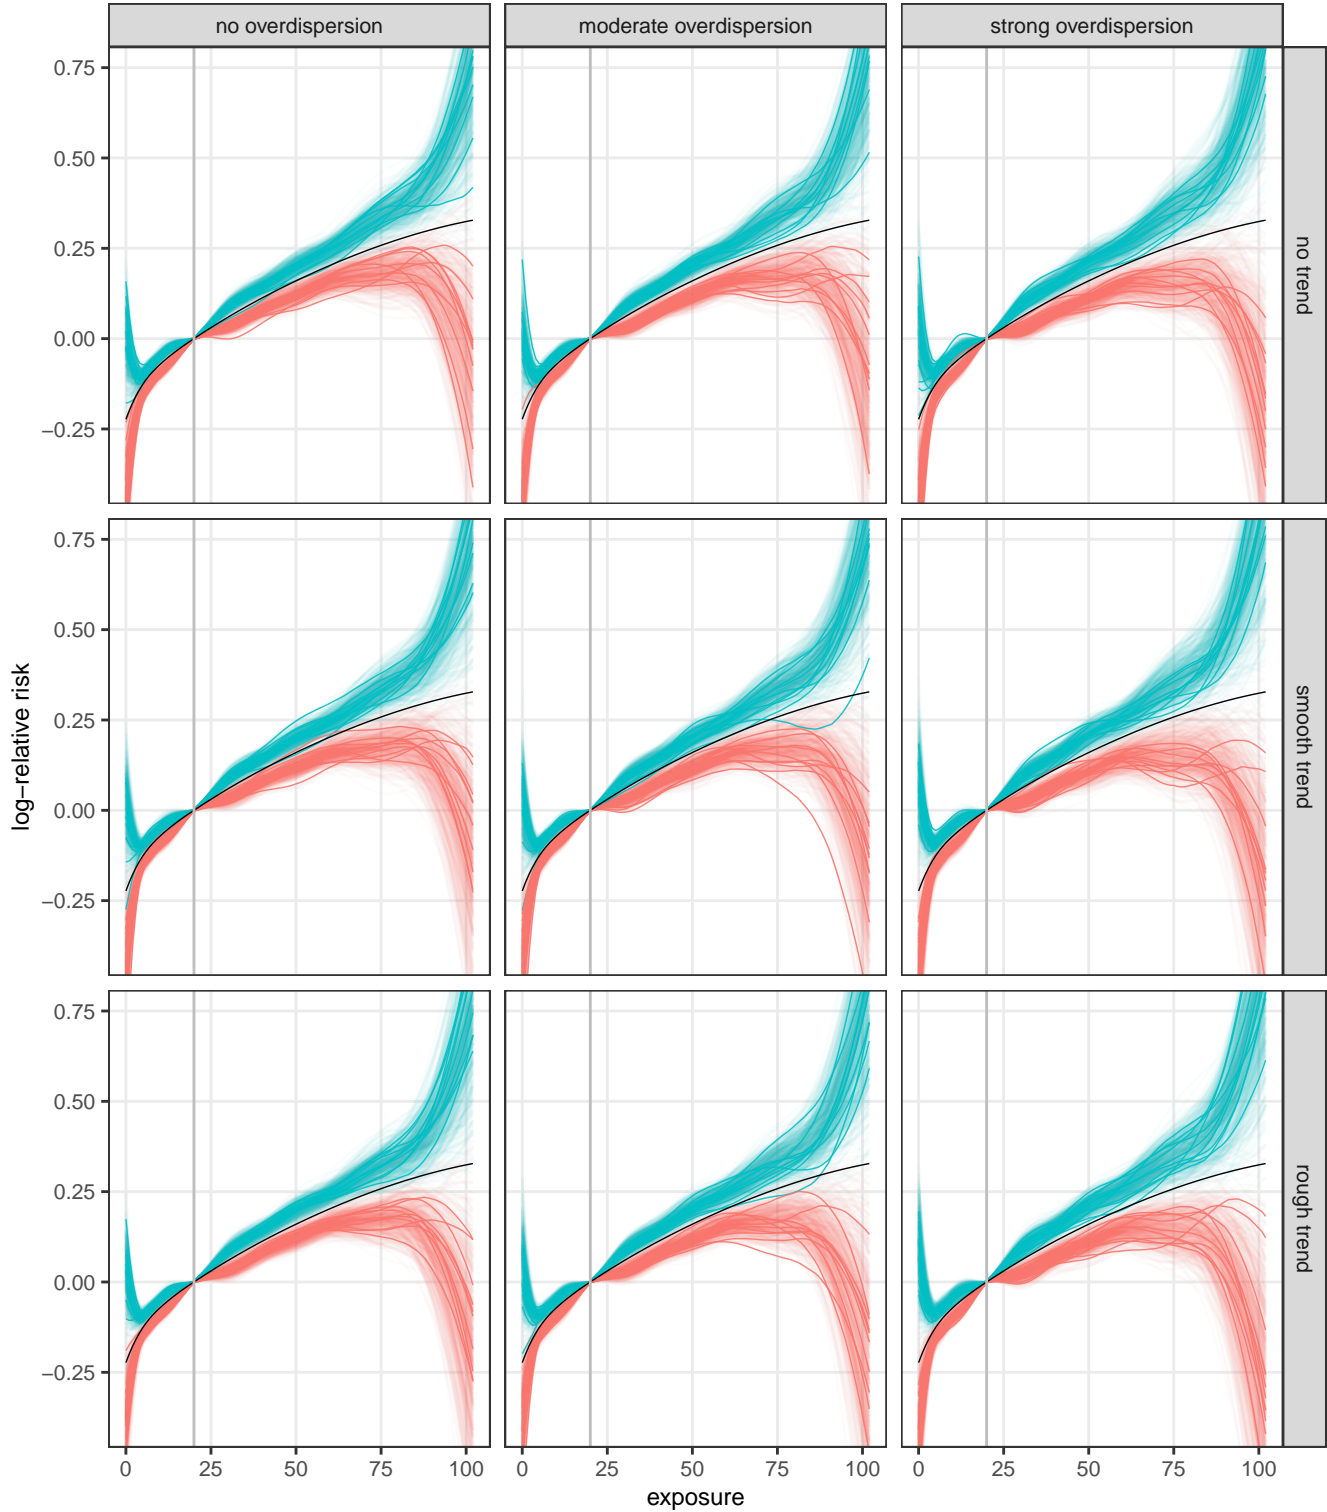 no overdispersion
moderate overdispersion
strong overdispersion
0.75
0.50
0.25
0.00
−0.25
no trend
0.75
0.50
0.25
0.00
−0.25
smooth trend
0.75
0.50
0.25
0.00
−0.25
rough trend
log−relative risk
0 25 50 75 100
0 25 50 75 100
0 25 50 75 100
exposure